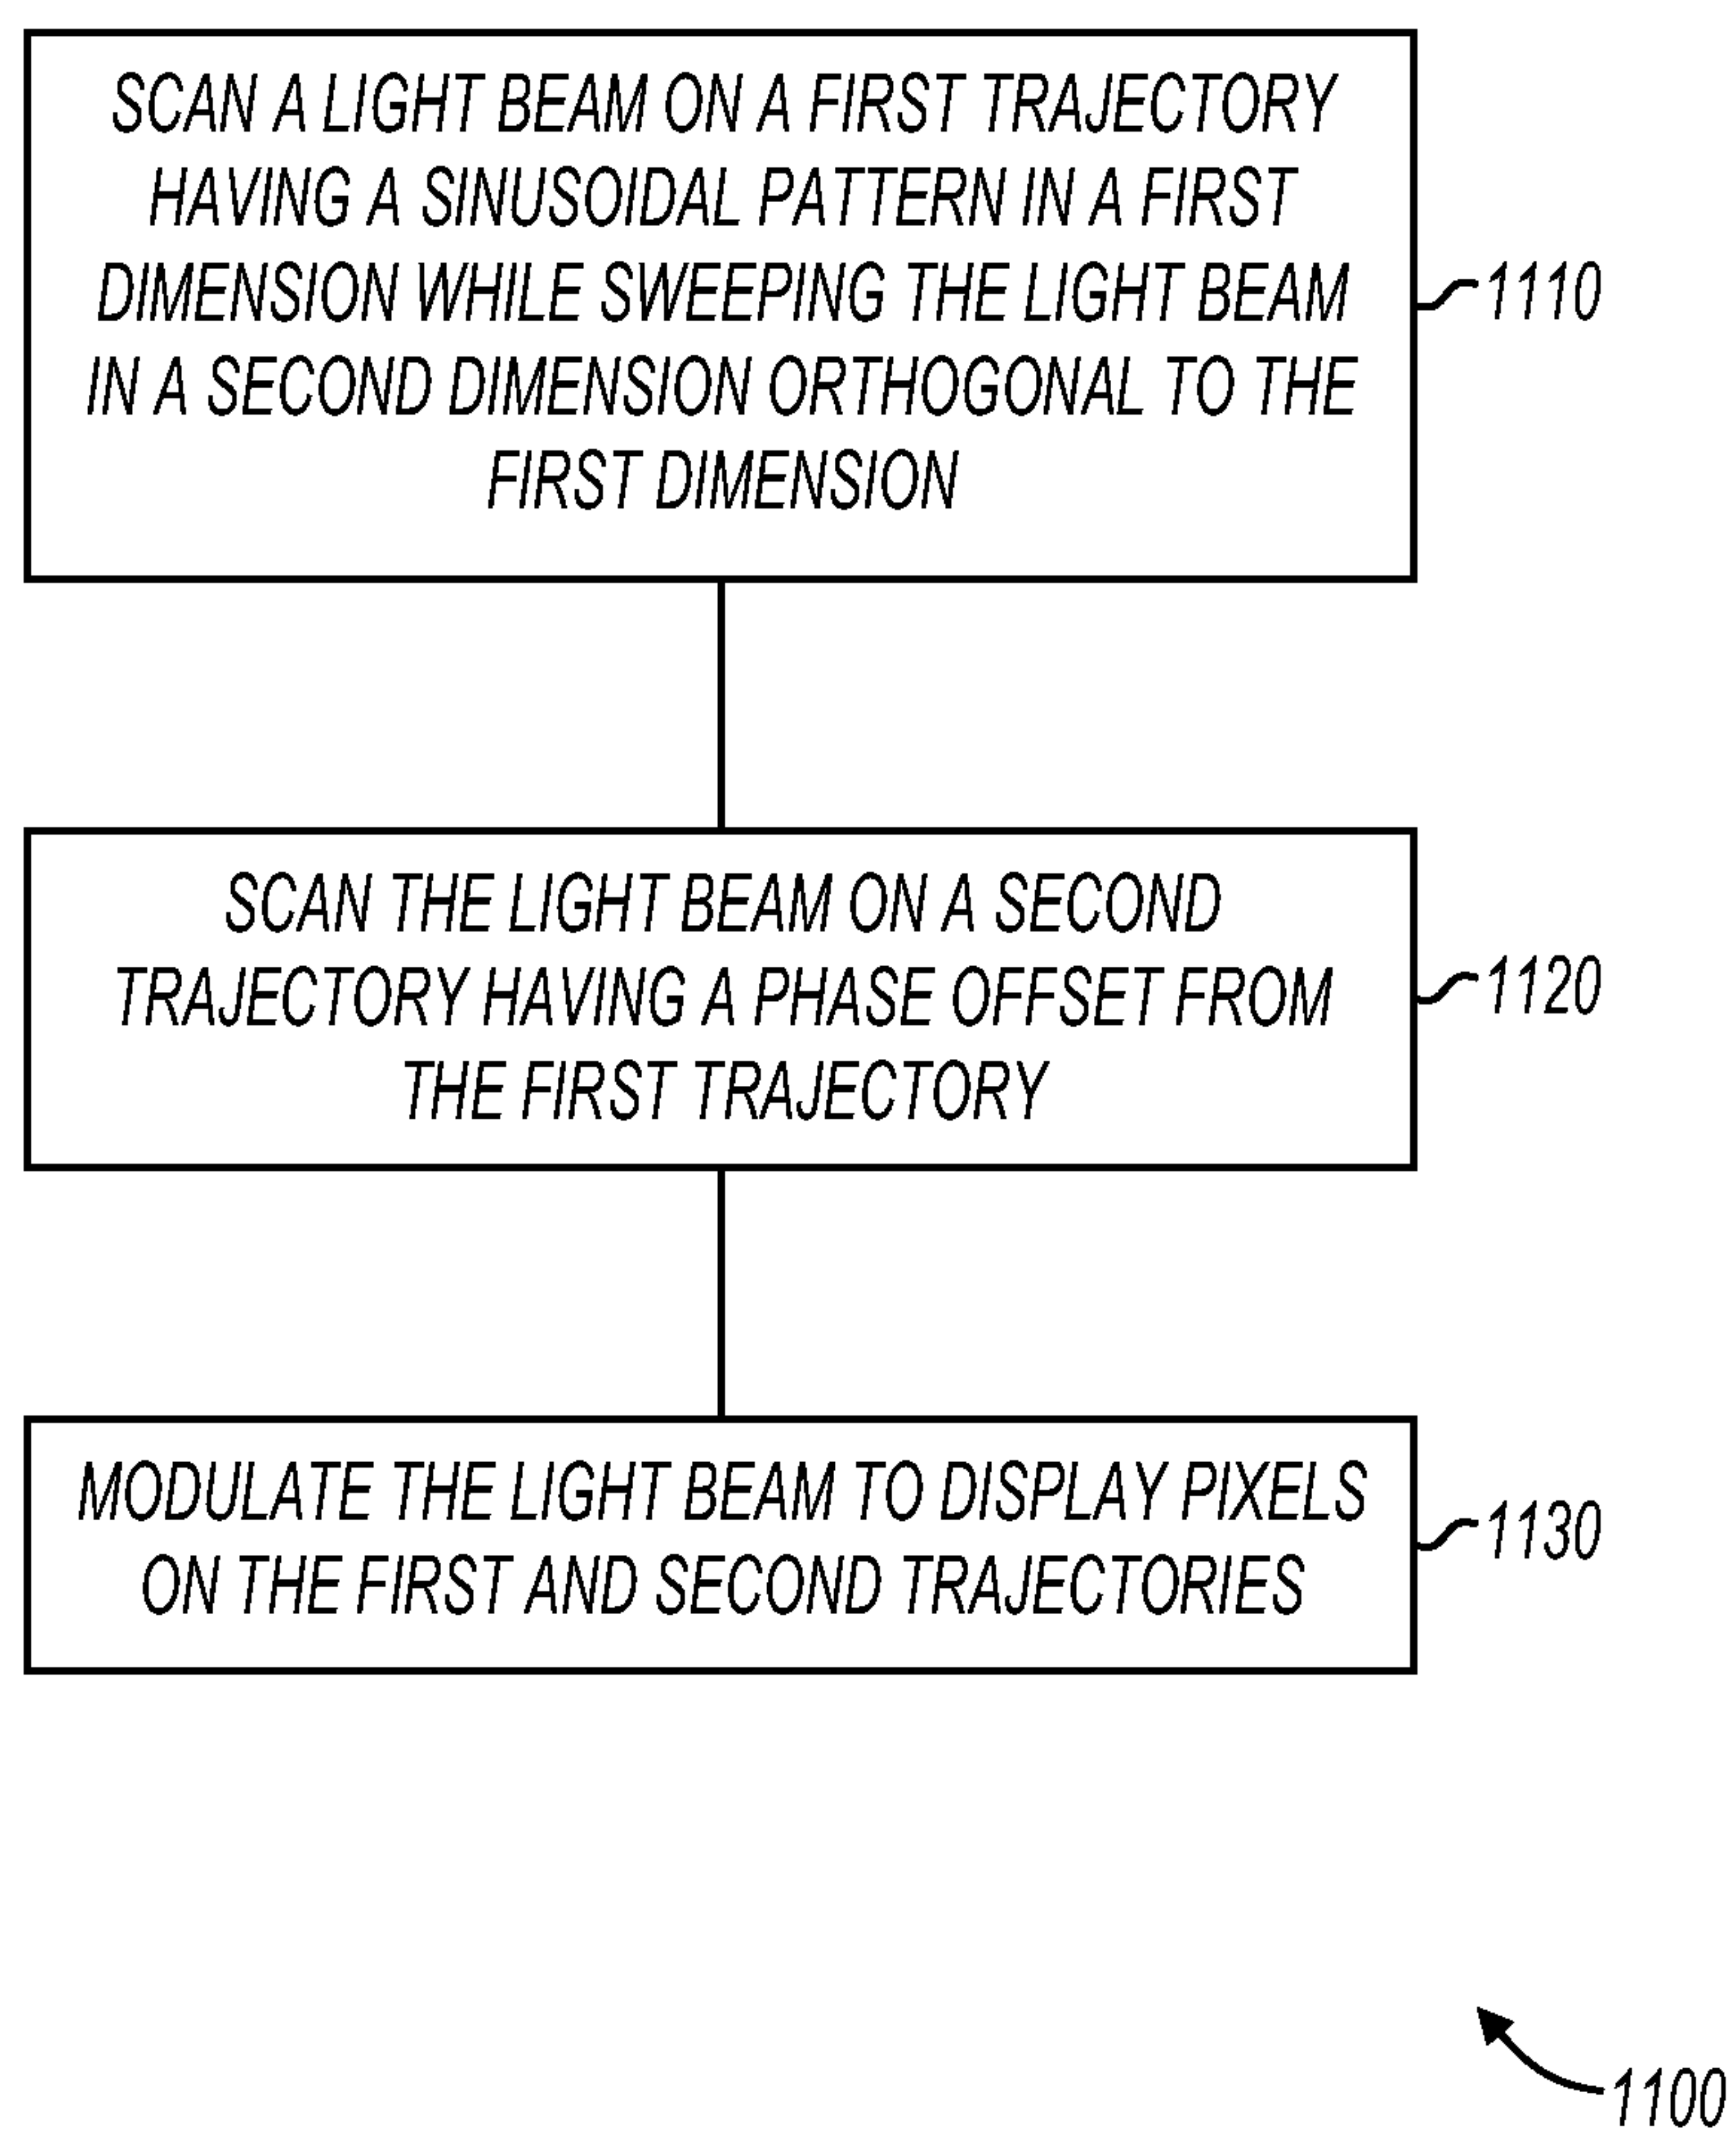 SCAN A LIGHT BEAM ON A FIRST TRAJECTORY
HAVING A SINUSOIDAL PATTERN IN A FIRST
DIMENSION WHILE SWEEPING THE LIGHT BEAM
IN A SECOND DIMENSION ORTHOGONAL TO THE
FIRST DIMENSION
1110
SCAN THE LIGHT BEAM ON A SECOND
TRAJECTORY HAVING A PHASE OFFSET FROM
THE FIRST TRAJECTORY
1120
MODULATE THE LIGHT BEAM TO DISPLAY PIXELS
ON THE FIRST AND SECOND TRAJECTORIES
1130
1100